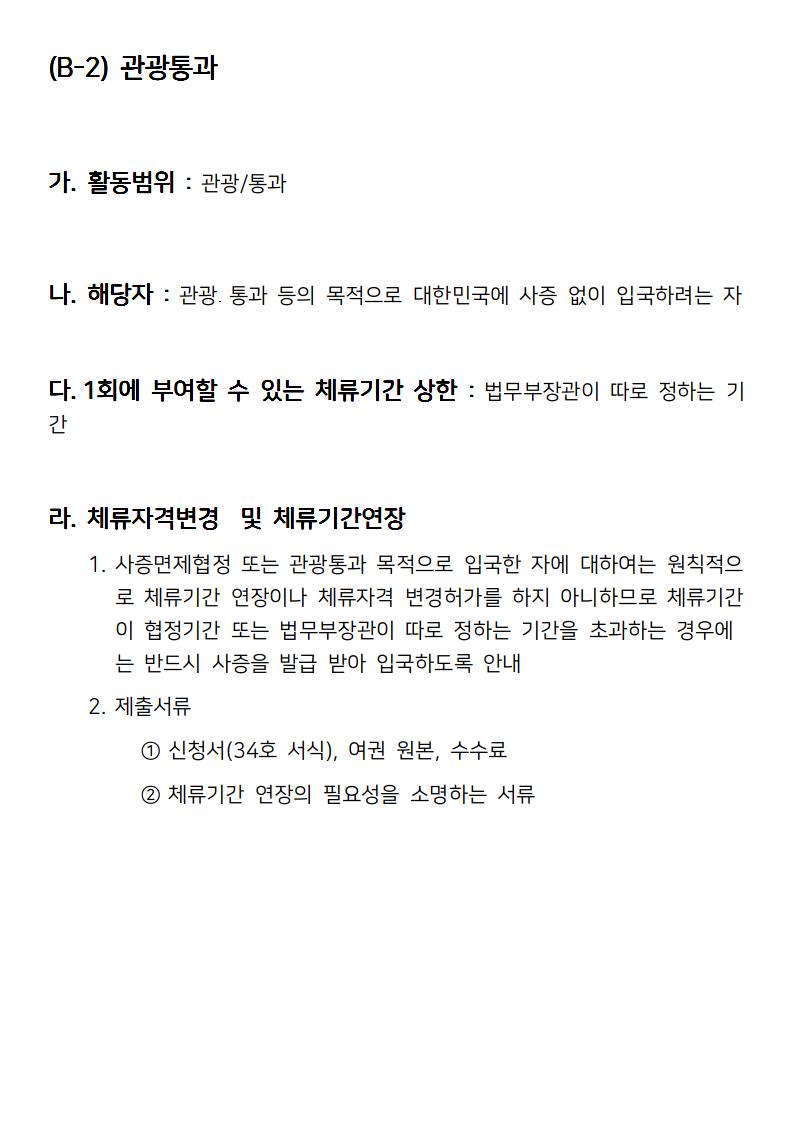 (B-2) 관광통과
가. 활동범위 : 관광/통과
나. 해당자 : 관광. 통과 등의 목적으로 대한민국에 사증 없이 입국하려는 자
다. 1회에 부여할 수 있는 체류기간 상한 : 법무부장관이 따로 정하는 기
간
라. 체류자격변경 및 체류기간연장
1. 사증면제협정 또는 관광통과 목적으로 입국한 자에 대하여는 원칙적으
로 체류기간 연장이나 체류자격 변경허가를 하지 아니하므로 체류기간
이 협정기간 또는 법무부장관이 따로 정하는 기간을 초과하는 경우에
는 반드시 사증을 발급 받아 입국하도록 안내
2. 제출서류
① 신청서(34호 서식), 여권 원본, 수수료
② 체류기간 연장의 필요성을 소명하는 서류